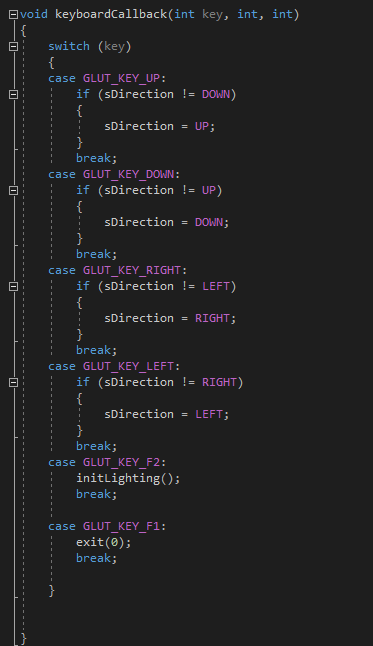 void keyboardCallback(int key, int, int)
{
    switch (key)
    {
    case GLUT_KEY_UP:
        if (sDirection != DOWN)
        {
            sDirection = UP;
        }
        break;
    case GLUT_KEY_DOWN:
        if (sDirection != UP)
        {
            sDirection = DOWN;
        }
        break;
    case GLUT_KEY_RIGHT:
        if (sDirection != LEFT)
        {
            sDirection = RIGHT;
        }
        break;
    case GLUT_KEY_LEFT:
        if (sDirection != RIGHT)
        {
            sDirection = LEFT;
        }
        break;
    case GLUT_KEY_F2:
        initLighting();
        break;

    case GLUT_KEY_F1:
        exit(0);
        break;

    }


}